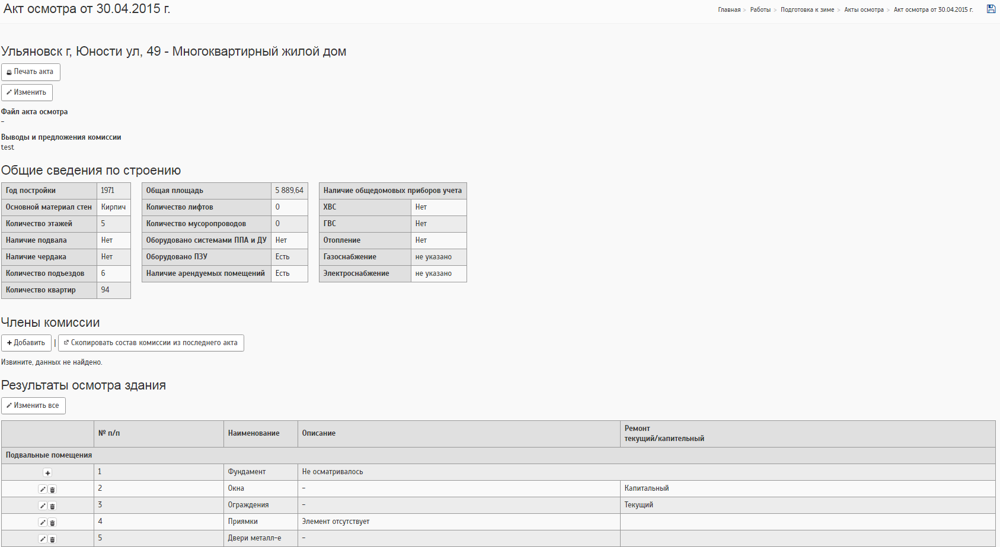 Акт осмотра от 30.04.2015 г.
Главная > Работы > Подготовка к зиме > Акты осмотра > Акт осмотра от 30.04.2015 г.
Ульяновск г, Юности ул, 49 - Многоквартирный жилой дом
Печать акта
Изменить
Файл акта осмотра
–
Выводы и предложения комиссии
test
Общие сведения по строению
Год постройки 1971
Основной материал стен Кирпич
Количество этажей 5
Наличие подвала Нет
Наличие чердака Нет
Количество подъездов 6
Количество квартир 94
Общая площадь 5 889,64
Количество лифтов 0
Количество мусоропроводов 0
Оборудовано системами ППА и ДУ Нет
Оборудовано ПЗУ Есть
Наличие арендуемых помещений Есть
Наличие общедомовых приборов учета
ХВС Нет
ГВС Нет
Отопление Нет
Газоснабжение не указано
Электроснабжение не указано
Члены комиссии
Добавить | Скопировать состав комиссии из последнего акта
Извините, данных не найдено.
Результаты осмотра здания
Изменить все
№ п/п Наименование Описание Ремонт
текущий/капительный
Подвальные помещения
1 Фундамент Не осматривалось
2 Окна – Капитальный
3 Ограждения – Текущий
4 Приямки Элемент отсутствует
5 Двери металл-е –